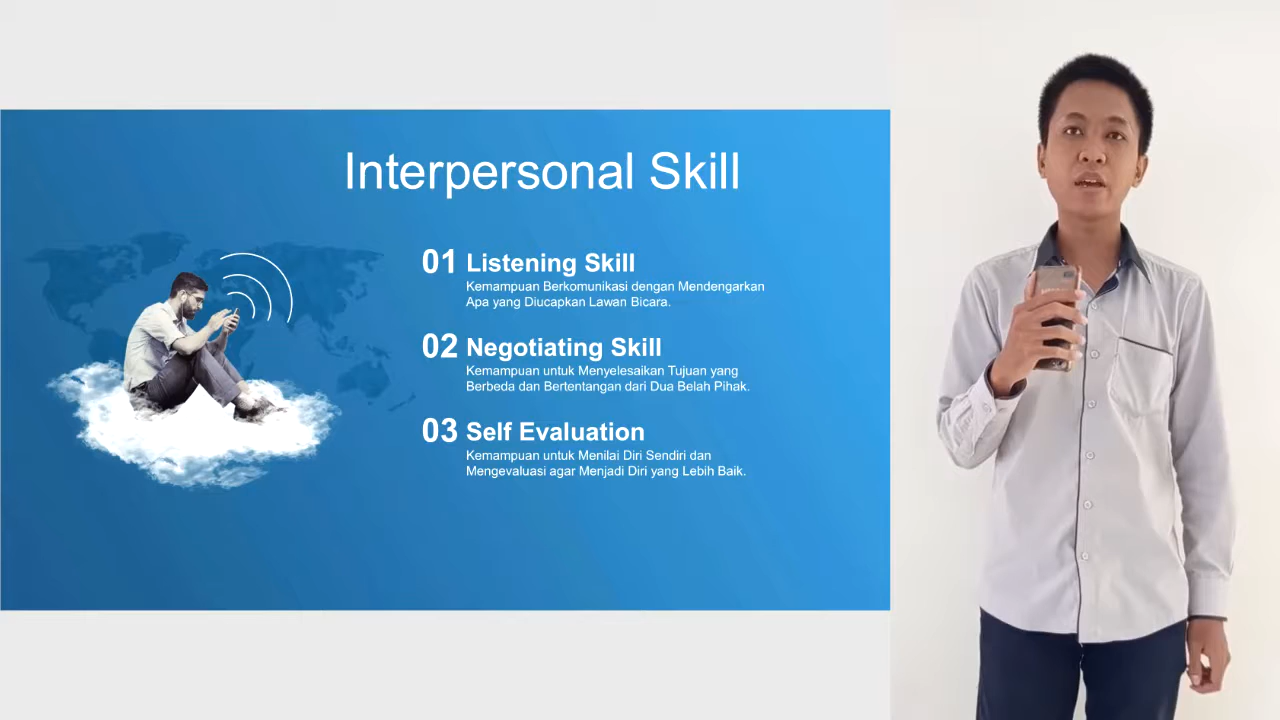 Interpersonal Skill
01 Listening Skill
Kemampuan Berkomunikasi dengan Mendengarkan
Apa yang Diucapkan Lawan Bicara.
02 Negotiating Skill
Kemampuan untuk Menyelesaikan Tujuan yang
Berbeda dan Bertentangan dari Dua Belah Pihak.
03 Self Evaluation
Kemampuan untuk Menilai Diri Sendiri dan
Mengevaluasi agar Menjadi Diri yang Lebih Baik.